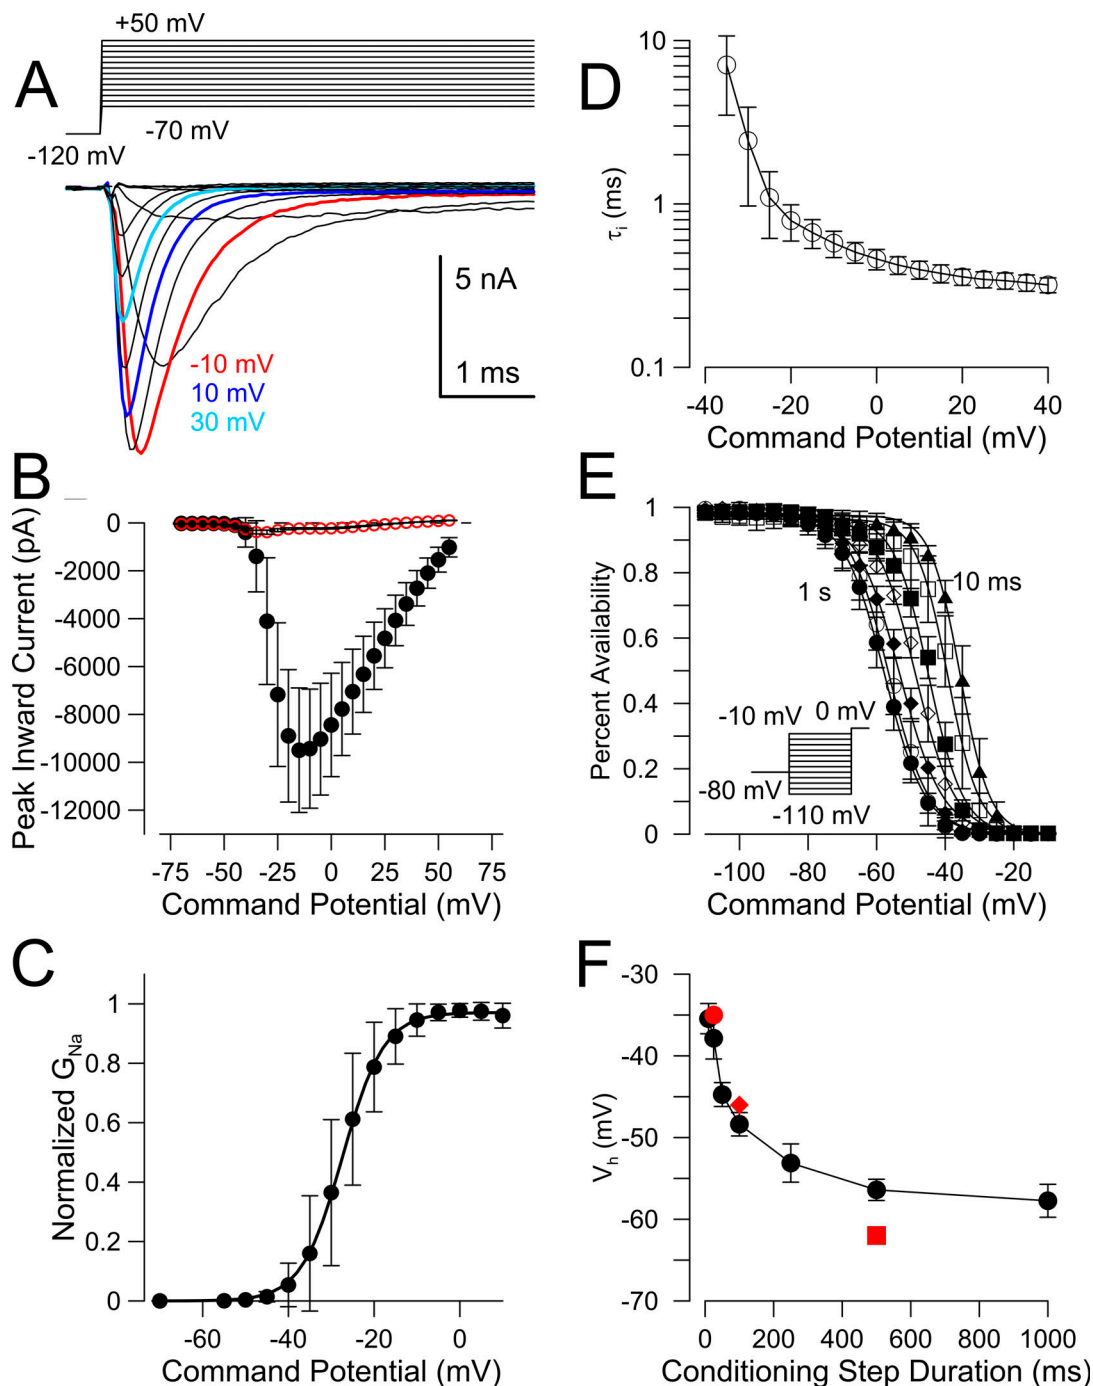 A
+50 mV
-70 mV
-120 mV
5 nA
1 ms
-10 mV
10 mV
30 mV
B
Peak Inward Current (pA)
0
-2000
-4000
-6000
-8000
-10000
-12000
-75
-25
0
25
75
Command Potential (mV)
C
Normalized GNa
1
0.8
0.6
0.4
0.2
0
-60
-40
-20
0
Command Potential (mV)
D
τi (ms)
10
1
0.1
-40
-20
0
20
40
Command Potential (mV)
E
Percent Availability
1
0.8
0.6
0.4
0.2
0
1 s
10 ms
-10 mV
0 mV
-80 mV
-110 mV
-100
-80
-60
-40
-20
Command Potential (mV)
F
Vh (mV)
-30
-40
-50
-60
-70
0
200
400
600
800
1000
Conditioning Step Duration (ms)